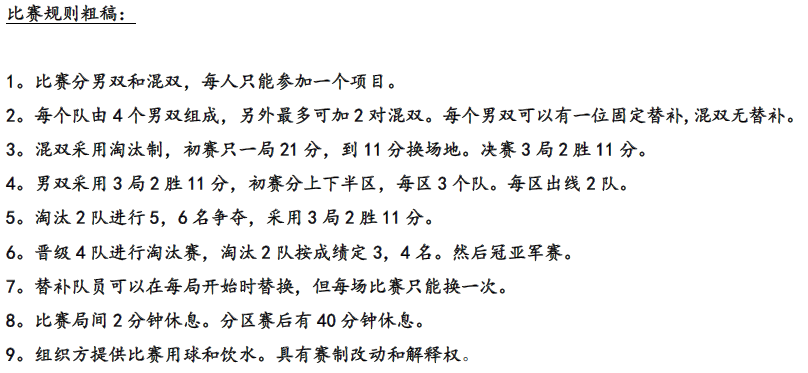 比赛规则粗稿：
1。比赛分男双和混双，每人只能参加一个项目。
2。每个队由4个男双组成，另外最多可加2对混双。每个男双可以有一位固定替补,混双无替补。
3。混双采用淘汰制，初赛只一局21分，到11分换场地。决赛3局2胜11分。
4。男双采用3局2胜11分，初赛分上下半区，每区3个队。每区出线2队。
5。淘汰2队进行5，6名争夺，采用3局2胜11分。
6。晋级4队进行淘汰赛，淘汰2队按成绩定3，4名。然后冠亚军赛。
7。替补队员可以在每局开始时替换，但每场比赛只能换一次。
8。比赛局间2分钟休息。分区赛后有40分钟休息。
9。组织方提供比赛用球和饮水。具有赛制改动和解释权。